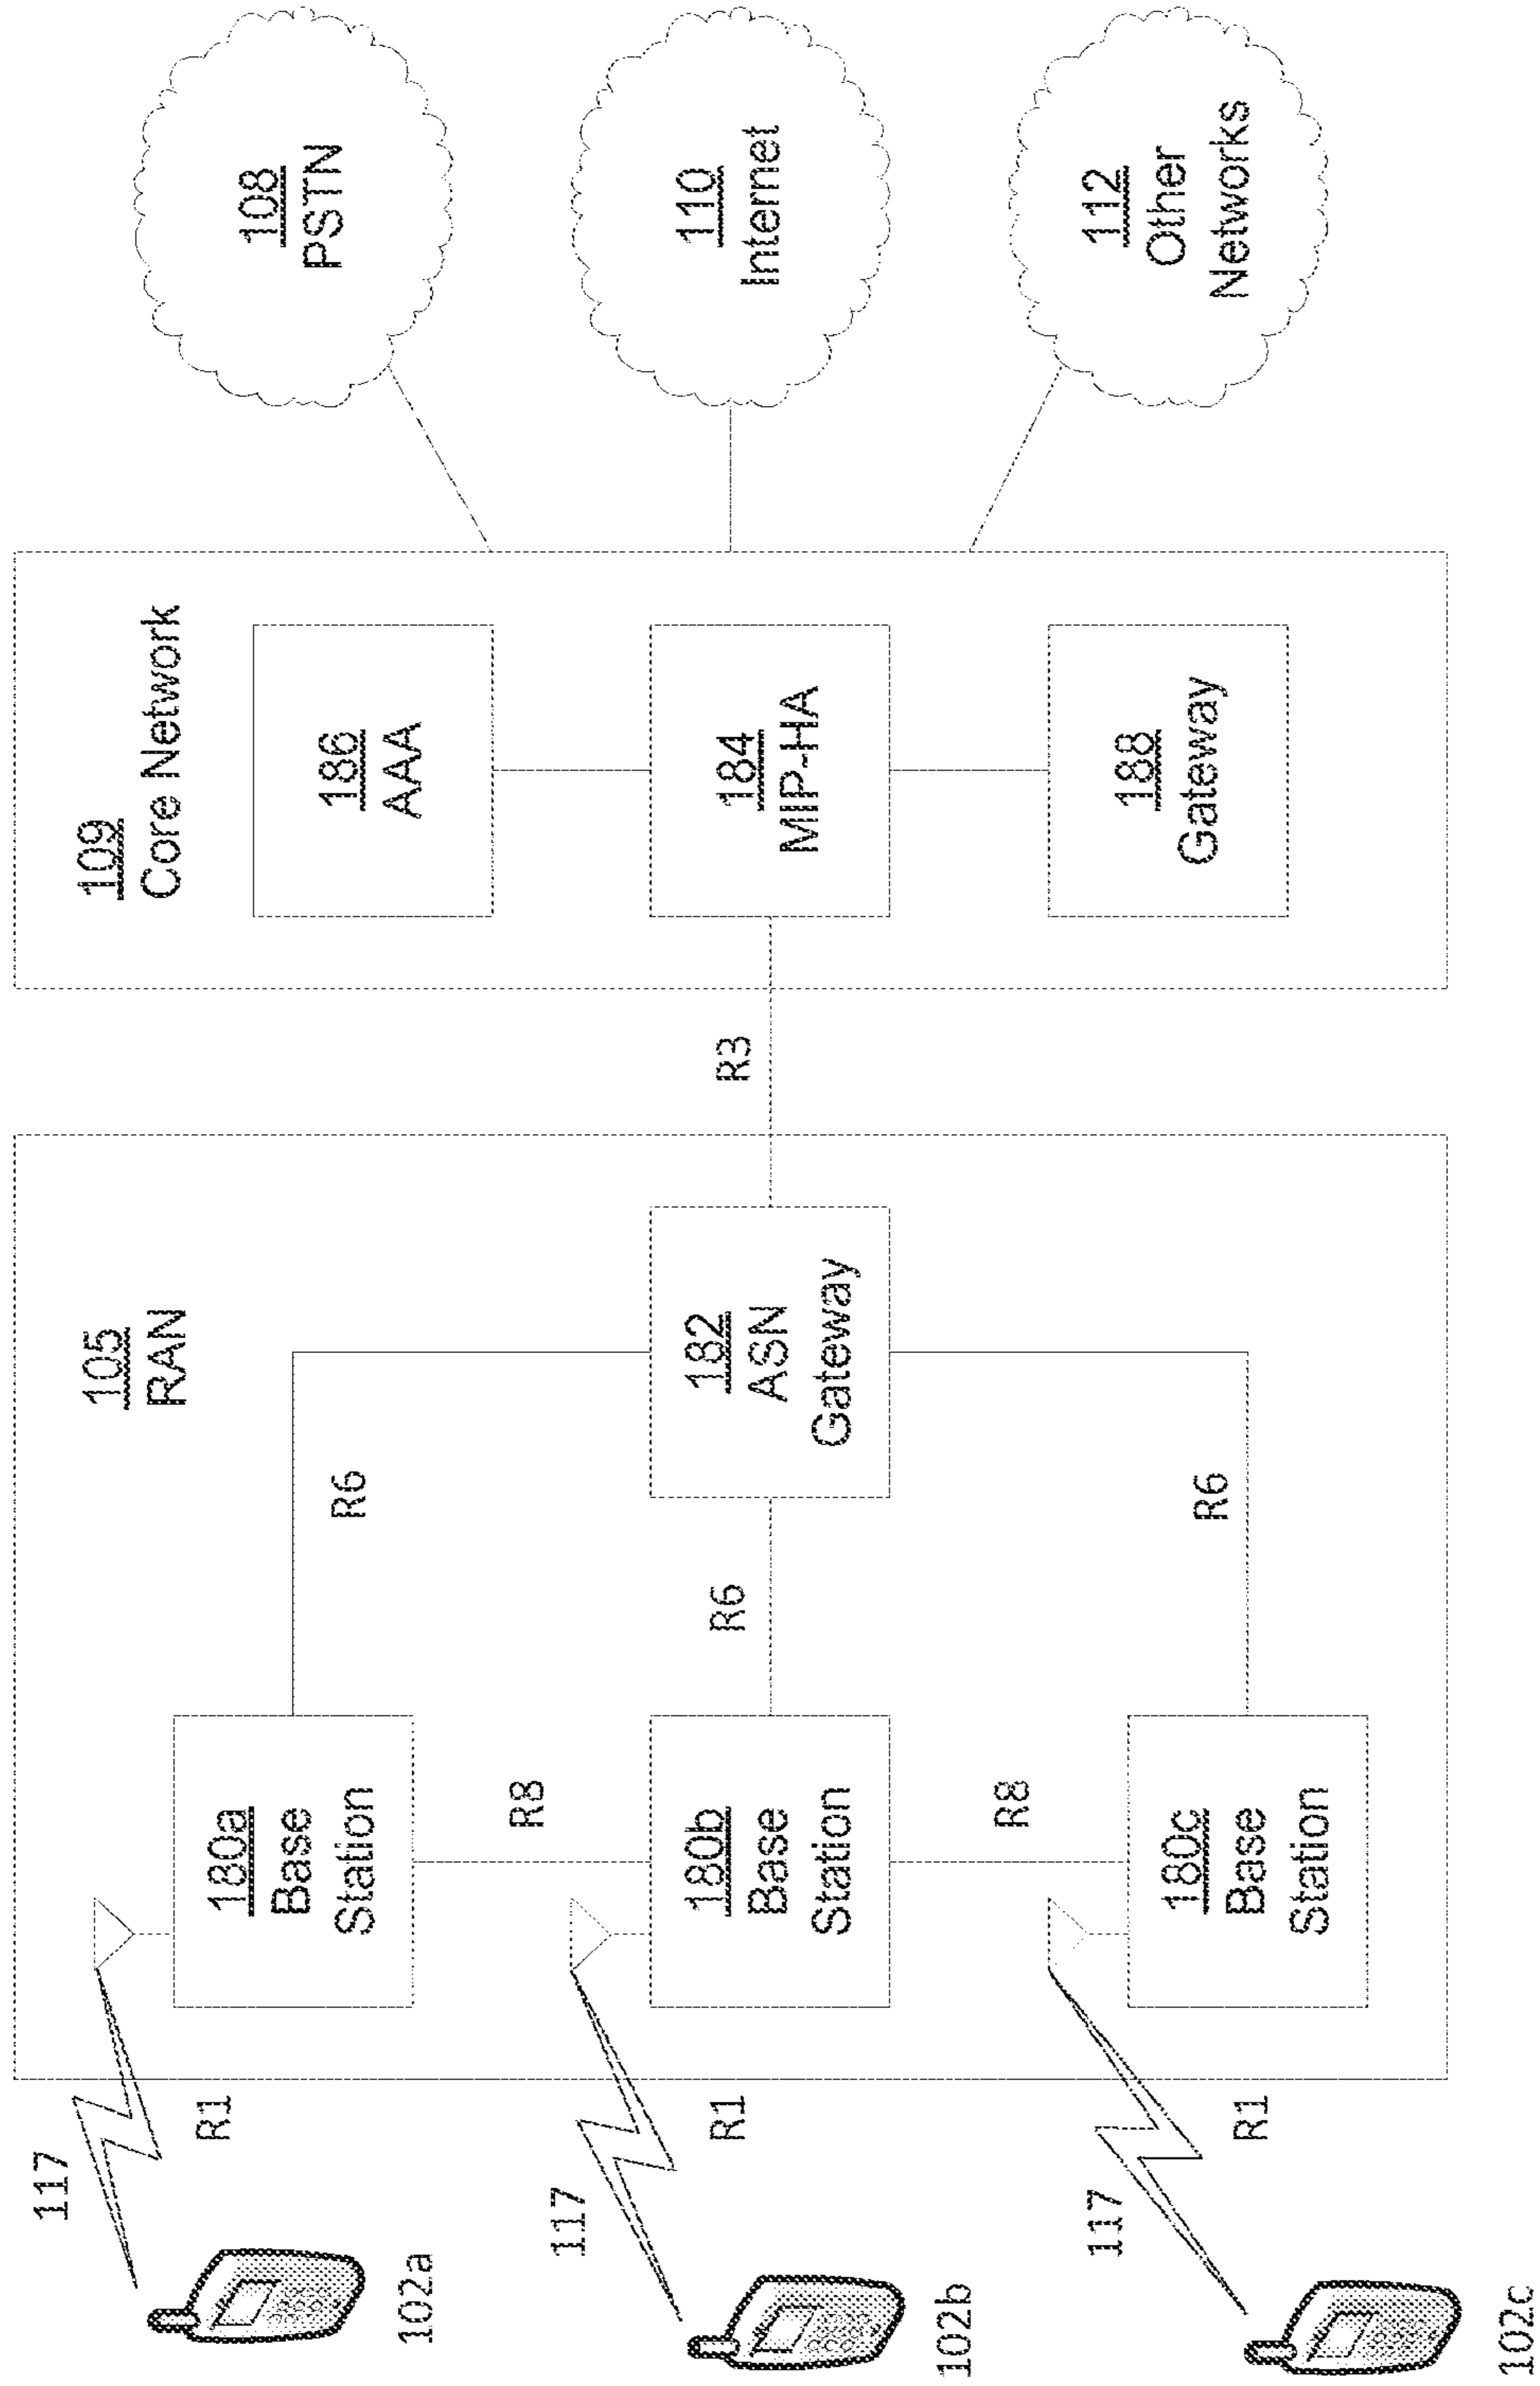 117
102a
R1
180a
Base
Station
R6
105
RAN
R8
117
102b
R1
180b
Base
Station
R6
182
ASN
Gateway
R8
117
102c
R1
180c
Base
Station
R6
R3
109
Core Network
186
AAA
184
MIP-HA
188
Gateway
108
PSTN
110
Internet
112
Other
Networks